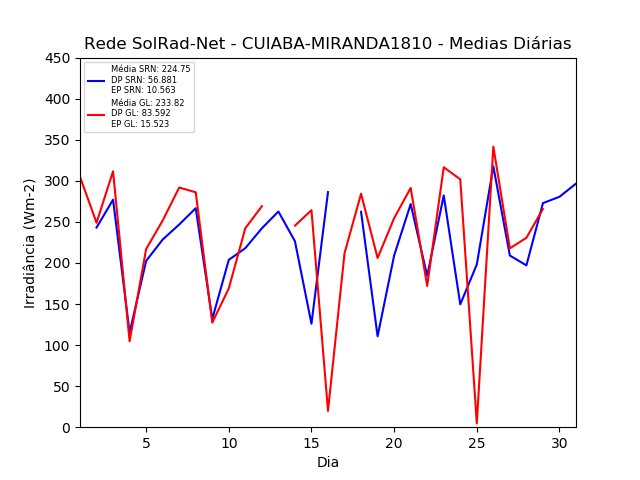 Rede SolRad-Net - CUIABA-MIRANDA1810 - Medias Diárias
450
400
350
300
250
200
150
100
50
0
Irradiância (Wm-2)
Média SRN: 224.75
DP SRN: 56.881
EP SRN: 10.563
Média GL: 233.82
DP GL: 83.592
EP GL: 15.523
5
10
15
20
25
30
Dia